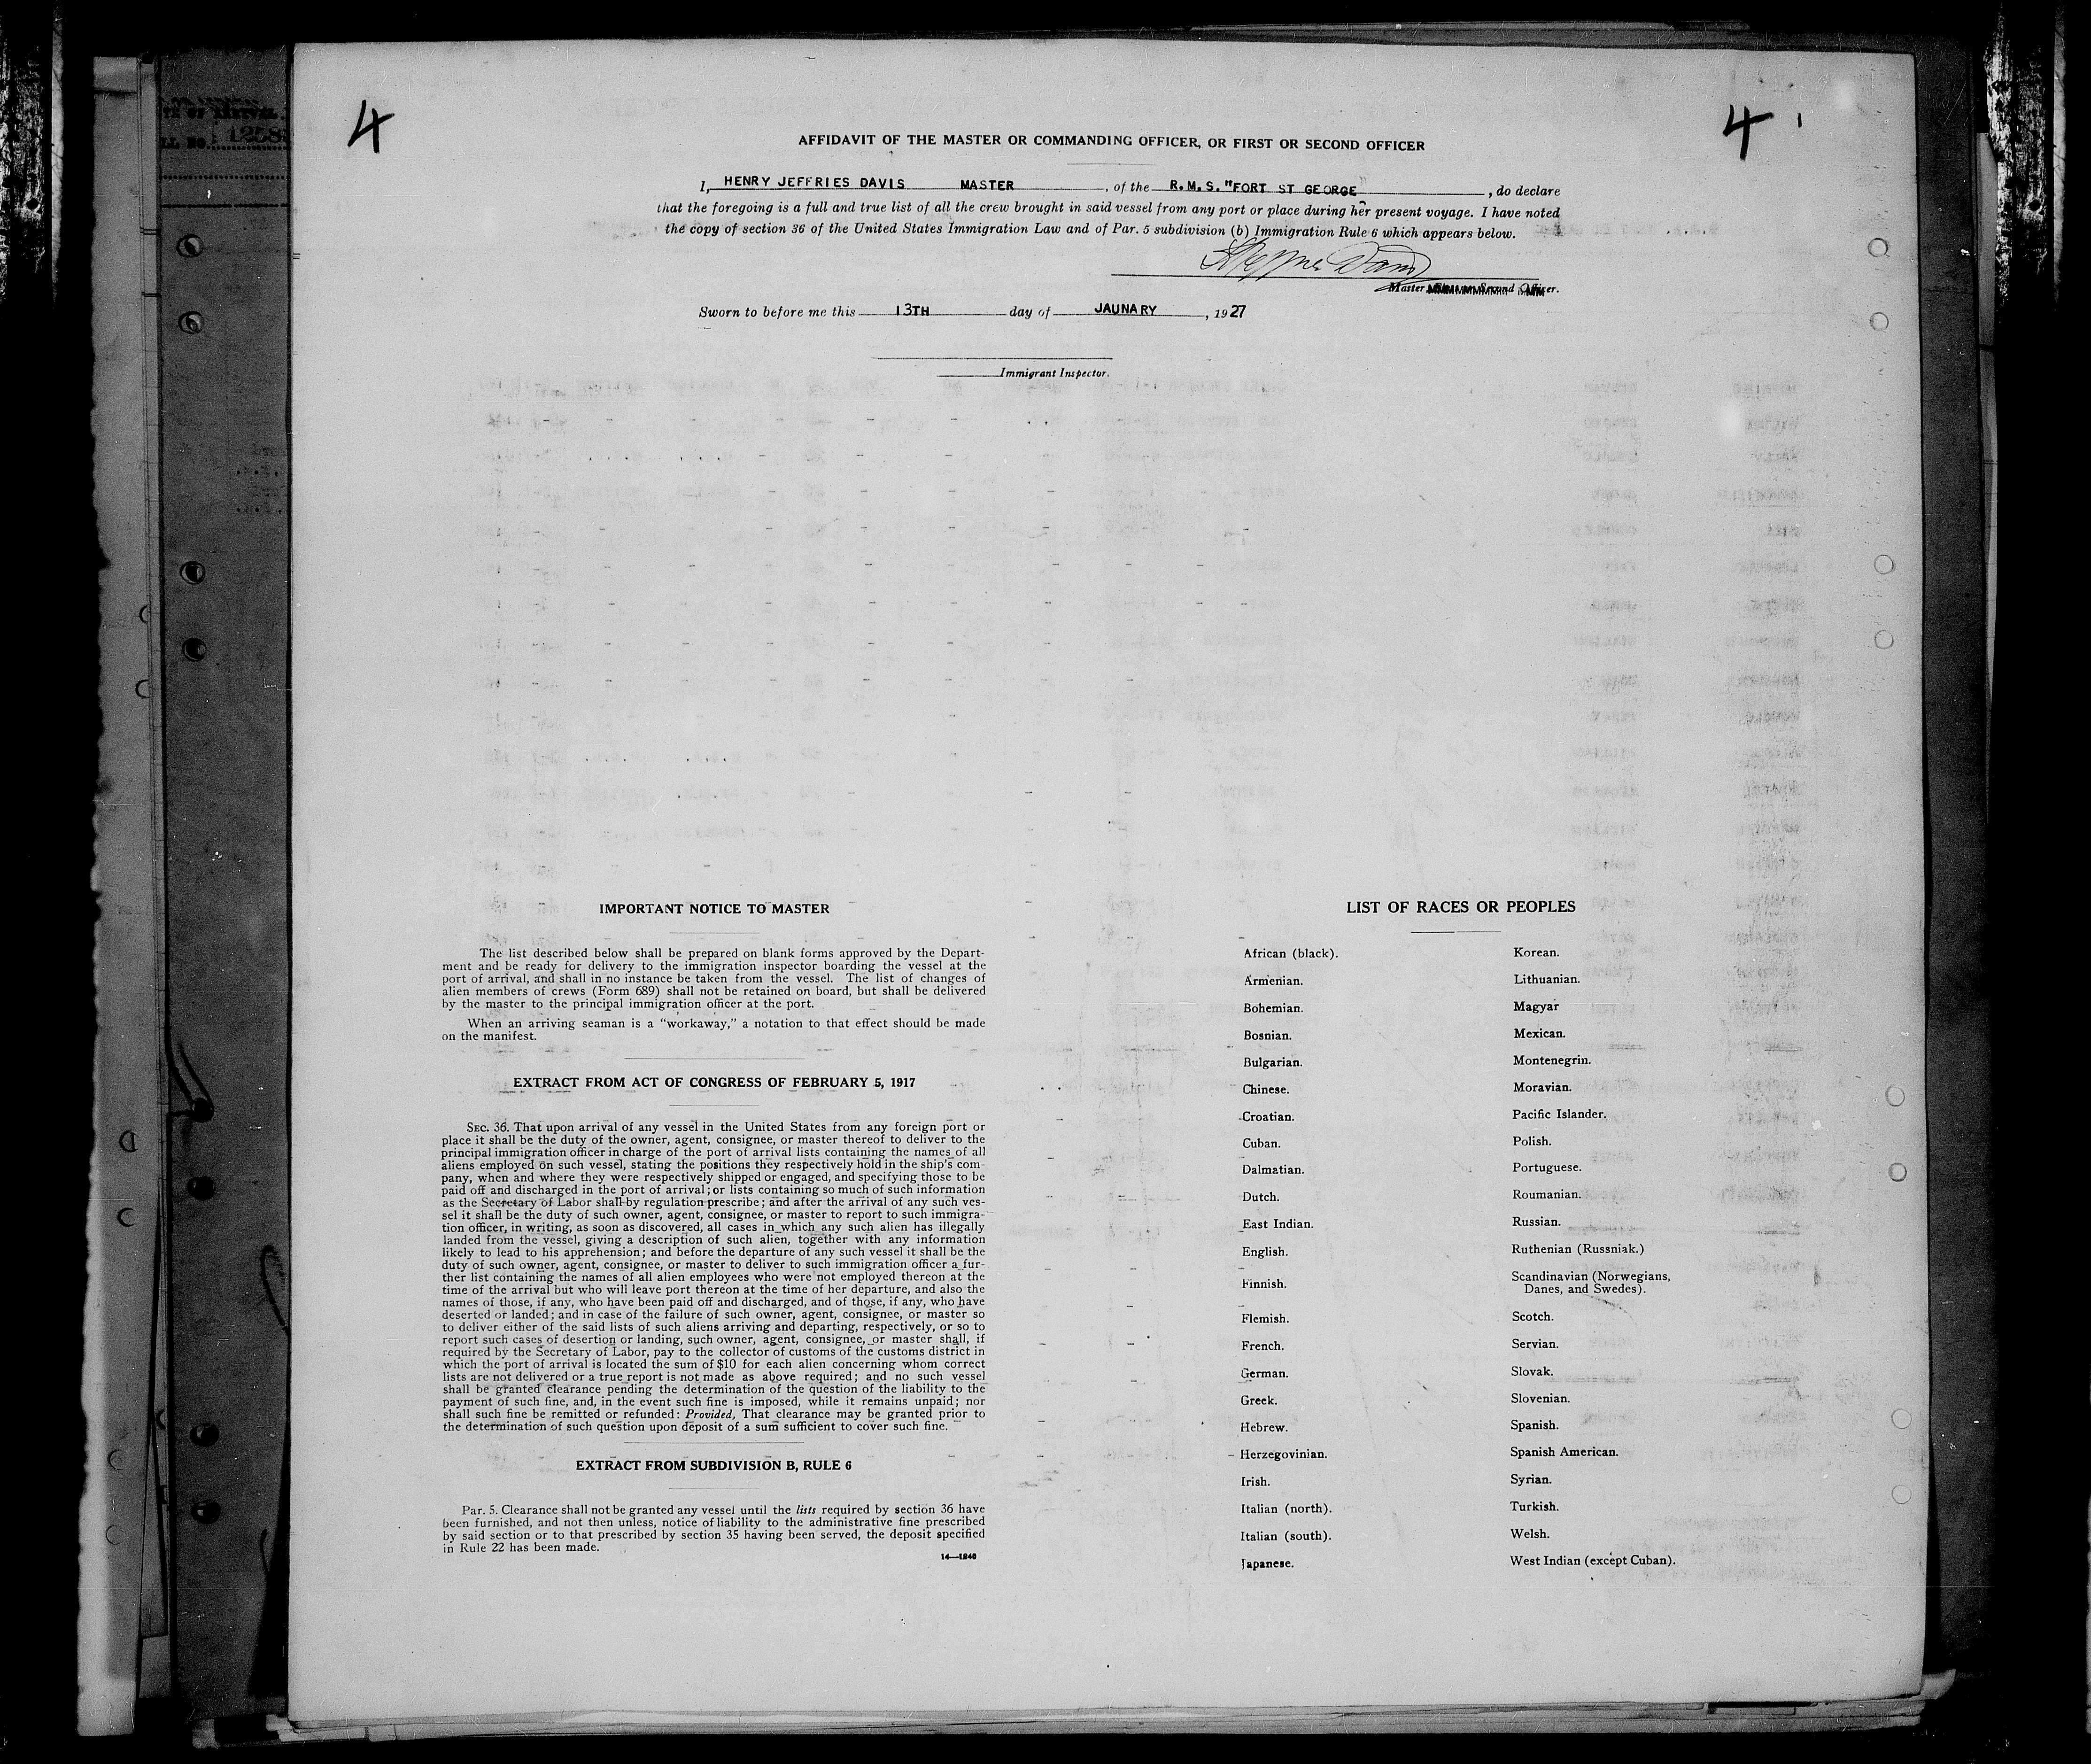 4
4
AFFIDAVIT OF THE MASTER OR COMMANDING OFFICER, OR FIRST OR SECOND OFFICER
I, HENRY JEFFRIES DAVIS MASTER, of the R.M.S. "FORT ST GEORGE, do declare
that the foregoing is a full and true list of all the crew brought in said vessel from any port or place during her present voyage. I have noted
the copy of section 36 of the United States Immigration Law and of Par. 5 subdivision (b) Immigration Rule 6 which appears below.
Master Second Officer.
Sworn to before me this 13TH day of JAUNARY, 1927
Immigrant Inspector.
IMPORTANT NOTICE TO MASTER
The list described below shall be prepared on blank forms approved by the Depart-
ment and be ready for delivery to the immigration inspector boarding the vessel at the
port of arrival, and shall in no instance be taken from the vessel. The list of changes of
alien members of crews (Form 689) shall not be retained on board, but shall be delivered
by the master to the principal immigration officer at the port.
When an arriving seaman is a "workaway," a notation to that effect should be made
on the manifest.
EXTRACT FROM ACT OF CONGRESS OF FEBRUARY 5, 1917
SEC. 36. That upon arrival of any vessel in the United States from any foreign port or
place it shall be the duty of the owner, agent, consignee, or master thereof to deliver to the
principal immigration officer in charge of the port of arrival lists containing the names of all
aliens employed on such vessel, stating the positions they respectively hold in the ship's com-
pany, when and where they were respectively shipped or engaged, and specifying those to be
paid off and discharged in the port of arrival; or lists containing so much of such information
as the Secretary of Labor shall by regulation prescribe; and after the arrival of any such ves-
sel it shall be the duty of such owner, agent, consignee, or master to report to such immigra-
tion officer, in writing, as soon as discovered, all cases in which any such alien has illegally
landed from the vessel, giving a description of such alien, together with any information
likely to lead to his apprehension; and before the departure of any such vessel it shall be the
duty of such owner, agent, consignee, or master to deliver to such immigration officer a fur-
ther list containing the names of all alien employees who were not employed thereon at the
time of the arrival but who will leave port thereon at the time of her departure, and also the
names of those, if any, who have been paid off and discharged, and of those, if any, who have
deserted or landed; and in case of the failure of such owner, agent, consignee, or master so
to deliver either of the said lists of such aliens arriving and departing, respectively, or so to
report such cases of desertion or landing, such owner, agent, consignee, or master shall, if
required by the Secretary of Labor, pay to the collector of customs of the customs district in
which the port of arrival is located the sum of $10 for each alien concerning whom correct
lists are not delivered or a true report is not made as above required; and no such vessel
shall be granted clearance pending the determination of the question of the liability to the
payment of such fine, and, in the event such fine is imposed, while it remains unpaid; nor
shall such fine be remitted or refunded: Provided, That clearance may be granted prior to
the determination of such question upon deposit of a sum sufficient to cover such fine.
EXTRACT FROM SUBDIVISION B, RULE 6
Par. 5. Clearance shall not be granted any vessel until the lists required by section 36 have
been furnished, and not then unless, notice of liability to the administrative fine prescribed
by said section or to that prescribed by section 35 having been served, the deposit specified
in Rule 22 has been made.
14—1240
LIST OF RACES OR PEOPLES
African (black).
Armenian.
Bohemian.
Bosnian.
Bulgarian.
Chinese.
Croatian.
Cuban.
Dalmatian.
Dutch.
East Indian.
English.
Finnish.
Flemish.
French.
German.
Greek.
Hebrew.
Herzegovinian.
Irish.
Italian (north).
Italian (south).
Japanese.
Korean.
Lithuanian.
Magyar
Mexican.
Montenegrin.
Moravian.
Pacific Islander.
Polish.
Portuguese.
Roumanian.
Russian.
Ruthenian (Russniak.)
Scandinavian (Norwegians,
Danes, and Swedes).
Scotch.
Servian.
Slovak.
Slovenian.
Spanish.
Spanish American.
Syrian.
Turkish.
Welsh.
West Indian (except Cuban).